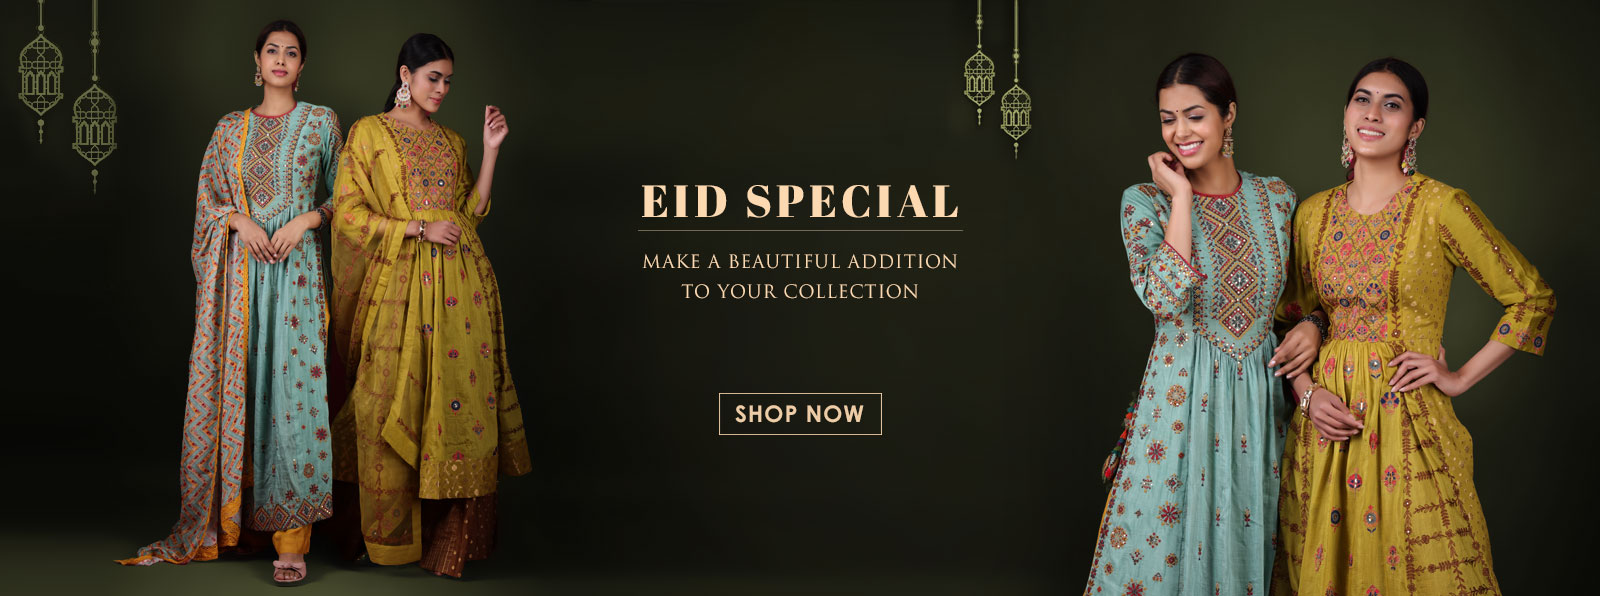 EID SPECIAL
MAKE A BEAUTIFUL ADDITION
TO YOUR COLLECTION
SHOP NOW